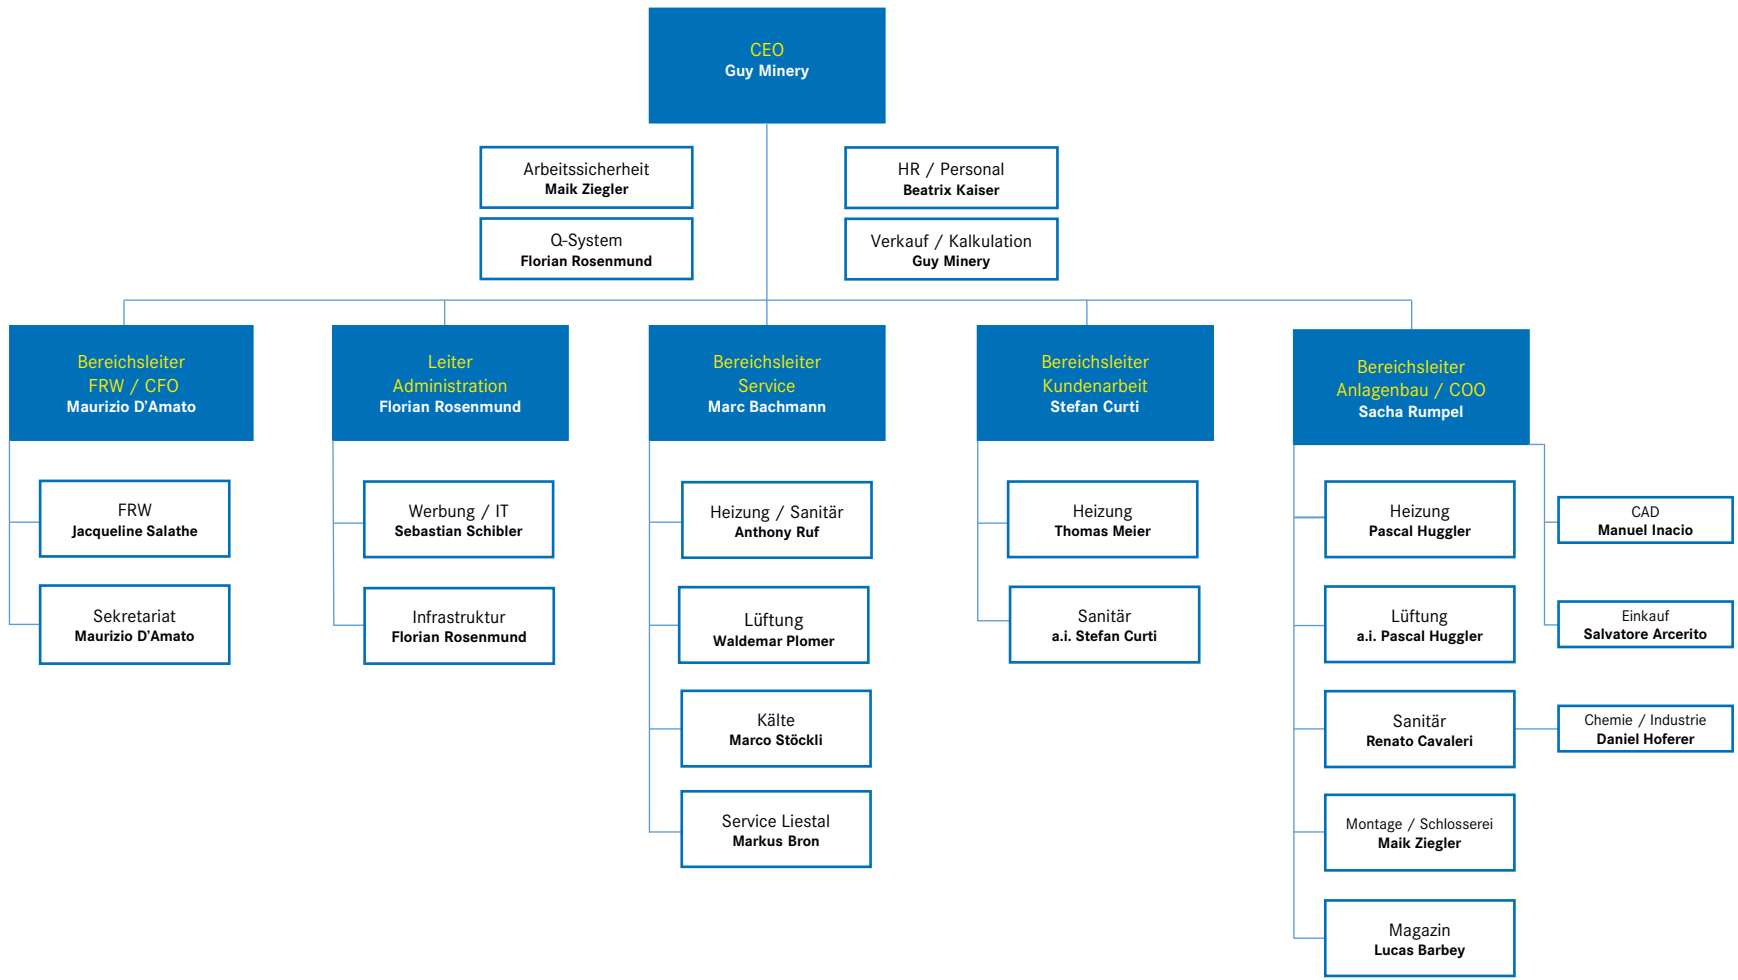 CEO
Guy Minery
Arbeitssicherheit
Maik Ziegler
HR / Personal
Beatrix Kaiser
Q-System
Florian Rosenmund
Verkauf / Kalkulation
Guy Minery
Bereichsleiter
FRW / CFO
Maurizio D'Amato
Leiter
Administration
Florian Rosenmund
Bereichsleiter
Service
Marc Bachmann
Bereichsleiter
Kundenarbeit
Stefan Curti
Bereichsleiter
Anlagenbau / COO
Sacha Rumpel
FRW
Jacqueline Salathe
Sekretariat
Maurizio D'Amato
Werbung / IT
Sebastian Schibler
Infrastruktur
Florian Rosenmund
Heizung / Sanitär
Anthony Ruf
Lüftung
Waldemar Plomer
Kälte
Marco Stöckli
Service Liestal
Markus Bron
Heizung
Thomas Meier
Sanitär
a.i. Stefan Curti
Heizung
Pascal Huggler
Lüftung
a.i. Pascal Huggler
Sanitär
Renato Cavaleri
Montage / Schlosserei
Maik Ziegler
Magazin
Lucas Barbey
CAD
Manuel Inacio
Einkauf
Salvatore Arcerito
Chemie / Industrie
Daniel Hoferer